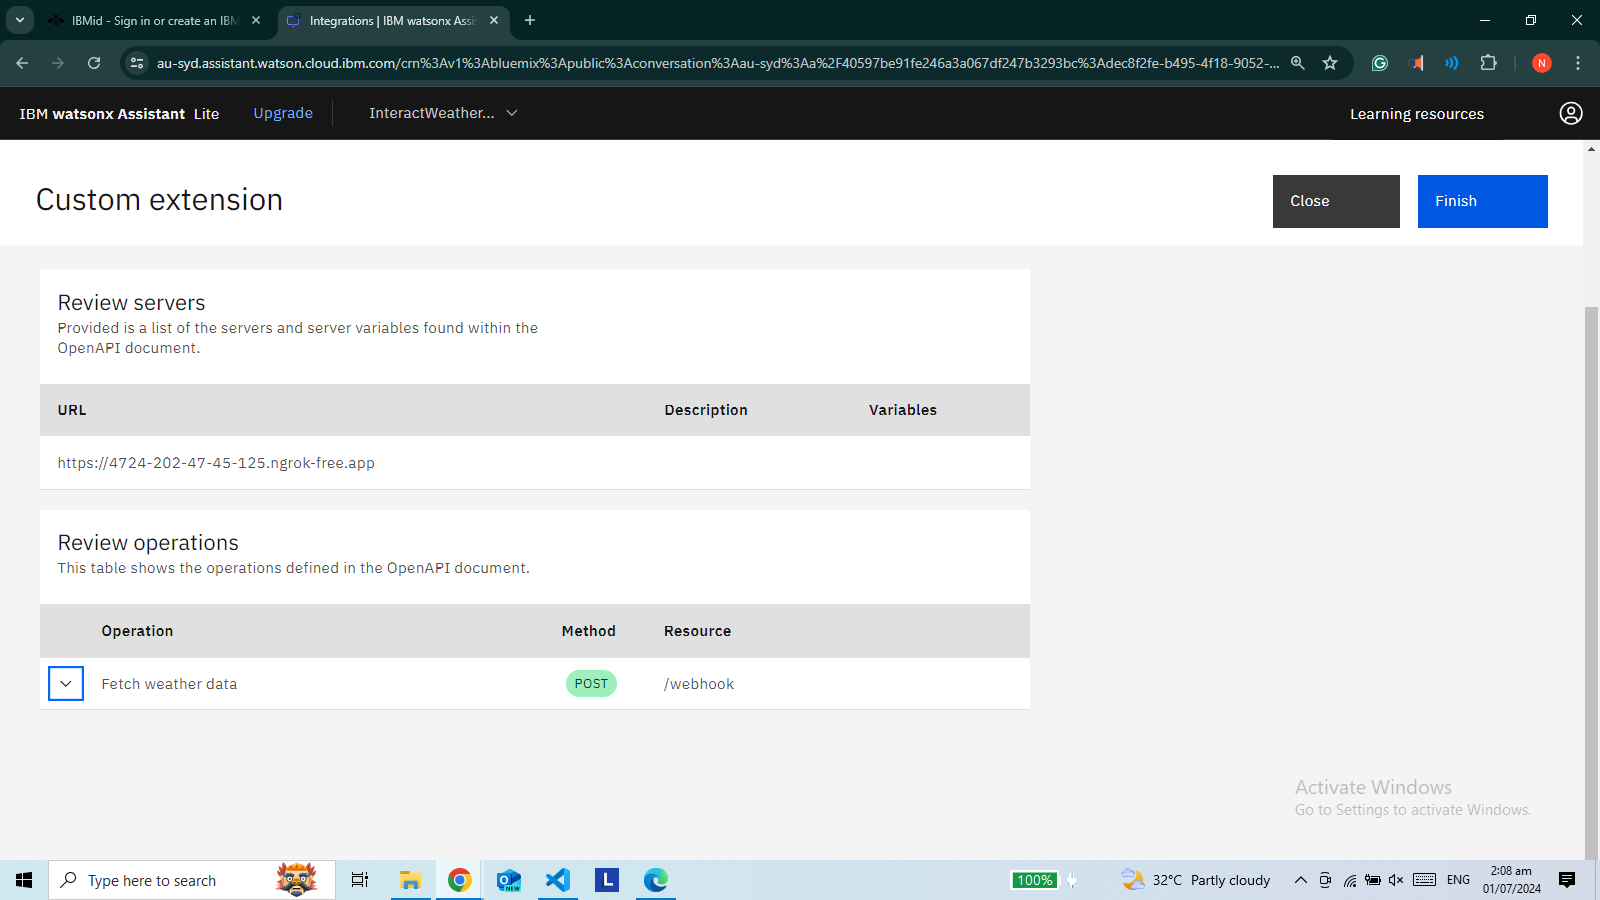 IBMid - Sign in or create an IBM
Integrations | IBM watsonx Assis
au-syd.assistant.watson.cloud.ibm.com/crn%3Av1%3Abluemix%3Apublic%3Aconversation%3Aau-syd%3Aa%2F40597be91fe246a3a067df247b3293bc%3Adec8f2fe-b495-4f18-9052-...
N
IBM watsonx Assistant Lite
Upgrade
InteractWeather...
Learning resources
Custom extension
Close
Finish
Review servers
Provided is a list of the servers and server variables found within the
OpenAPI document.
URL Description Variables
https://4724-202-47-45-125.ngrok-free.app
Review operations
This table shows the operations defined in the OpenAPI document.
Operation Method Resource
Fetch weather data POST /webhook
Activate Windows
Go to Settings to activate Windows.
Type here to search
NEW
L
100%
32°C Partly cloudy
ENG
2:08 am
01/07/2024